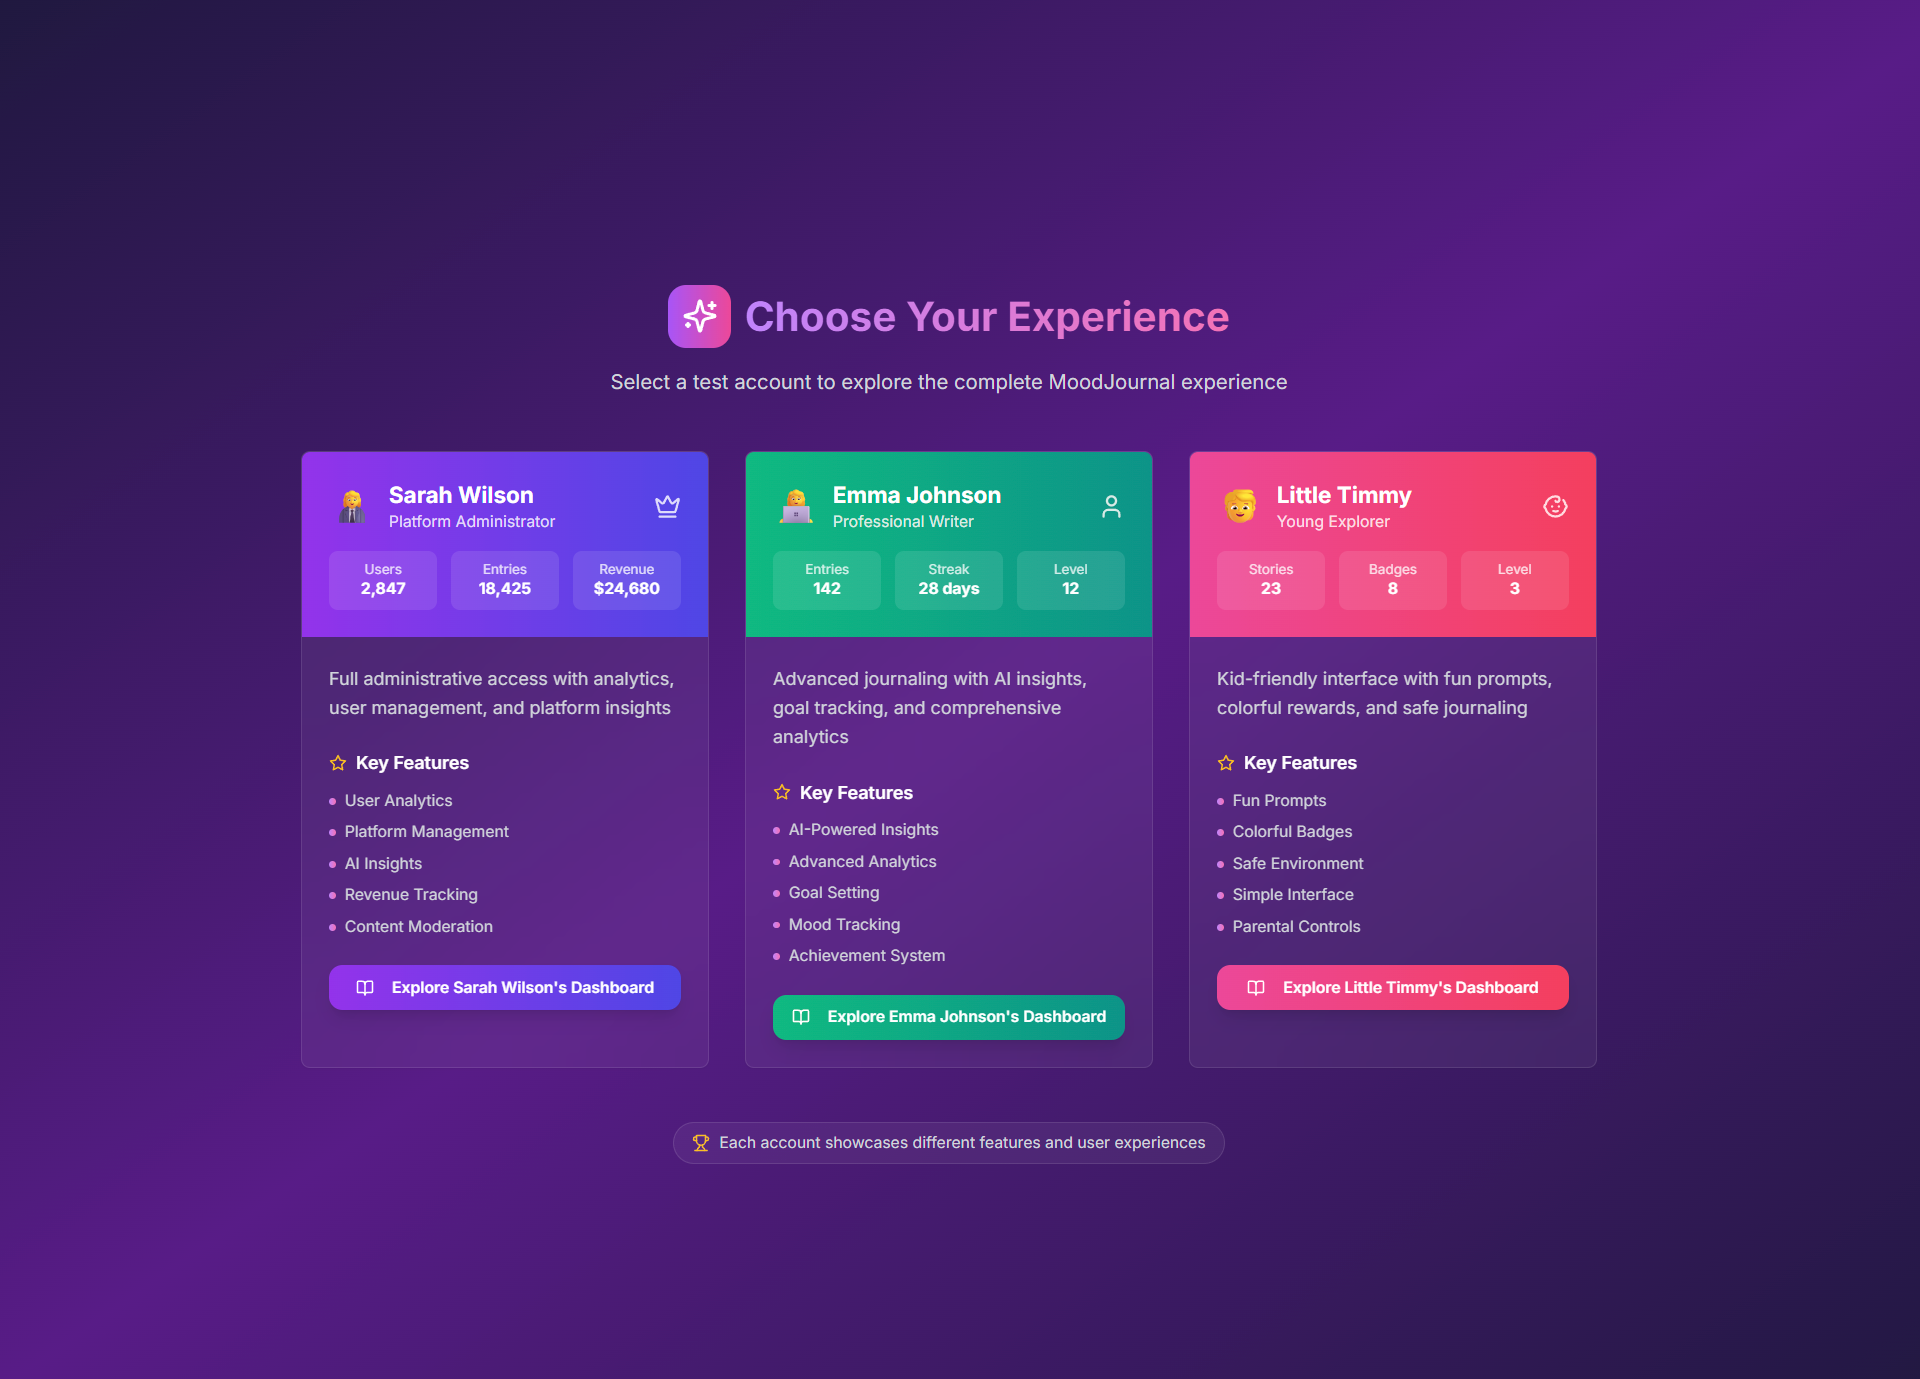 Choose Your Experience
Select a test account to explore the complete MoodJournal experience
Sarah Wilson
Platform Administrator
Users
2,847
Entries
18,425
Revenue
$24,680
Full administrative access with analytics,
user management, and platform insights
Key Features
User Analytics
Platform Management
AI Insights
Revenue Tracking
Content Moderation
Explore Sarah Wilson's Dashboard
Emma Johnson
Professional Writer
Entries
142
Streak
28 days
Level
12
Advanced journaling with AI insights,
goal tracking, and comprehensive
analytics
Key Features
AI-Powered Insights
Advanced Analytics
Goal Setting
Mood Tracking
Achievement System
Explore Emma Johnson's Dashboard
Little Timmy
Young Explorer
Stories
23
Badges
8
Level
3
Kid-friendly interface with fun prompts,
colorful rewards, and safe journaling
Key Features
Fun Prompts
Colorful Badges
Safe Environment
Simple Interface
Parental Controls
Explore Little Timmy's Dashboard
Each account showcases different features and user experiences